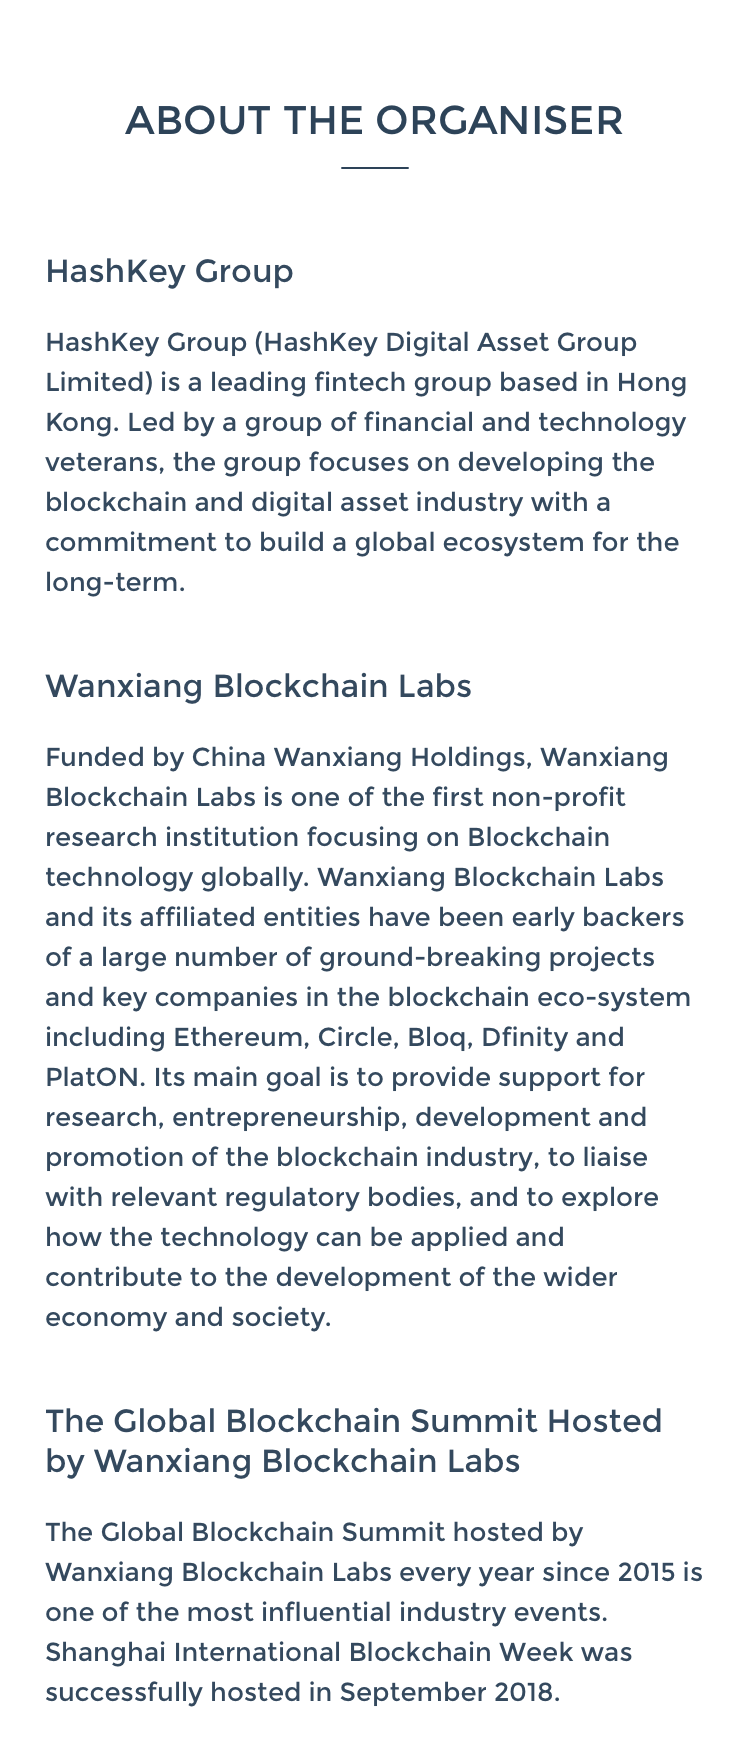 ABOUT THE ORGANISER
HashKey Group
HashKey Group (HashKey Digital Asset Group
Limited) is a leading fintech group based in Hong
Kong. Led by a group of financial and technology
veterans, the group focuses on developing the
blockchain and digital asset industry with a
commitment to build a global ecosystem for the
long-term.
Wanxiang Blockchain Labs
Funded by China Wanxiang Holdings, Wanxiang
Blockchain Labs is one of the first non-profit
research institution focusing on Blockchain
technology globally. Wanxiang Blockchain Labs
and its affiliated entities have been early backers
of a large number of ground-breaking projects
and key companies in the blockchain eco-system
including Ethereum, Circle, Bloq, Dfinity and
PlatON. Its main goal is to provide support for
research, entrepreneurship, development and
promotion of the blockchain industry, to liaise
with relevant regulatory bodies, and to explore
how the technology can be applied and
contribute to the development of the wider
economy and society.
The Global Blockchain Summit Hosted
by Wanxiang Blockchain Labs
The Global Blockchain Summit hosted by
Wanxiang Blockchain Labs every year since 2015 is
one of the most influential industry events.
Shanghai International Blockchain Week was
successfully hosted in September 2018.